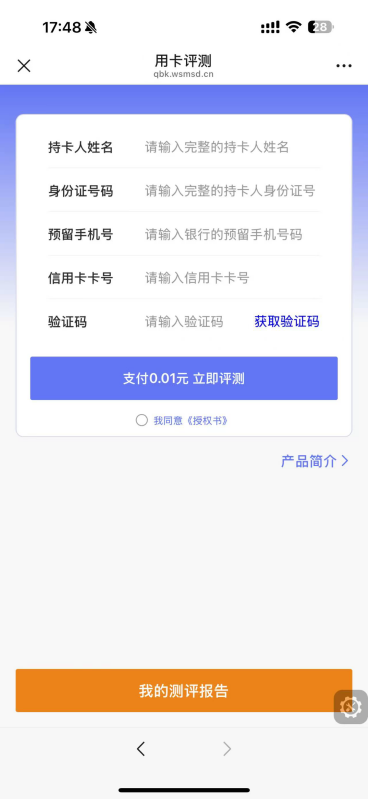 17:48
28
用卡评测
qbk.wsmsd.cn
持卡人姓名 请输入完整的持卡人姓名
身份证号码 请输入完整的持卡人身份证号
预留手机号 请输入银行的预留手机号码
信用卡卡号 请输入信用卡卡号
验证码 请输入验证码 获取验证码
支付0.01元 立即评测
我同意《授权书》
产品简介
我的测评报告